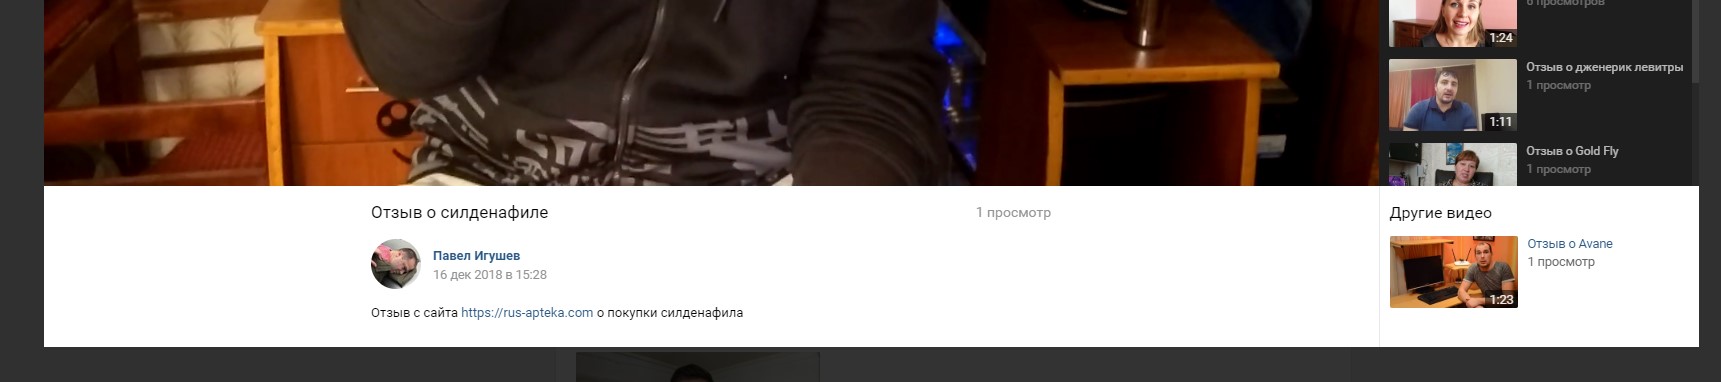 6 просмотров
1:24
Отзыв о дженерик левитры
1 просмотр
1:11
Отзыв о Gold Fly
1 просмотр
Отзыв о силденафиле
1 просмотр
Павел Игушев
16 дек 2018 в 15:28
Отзыв с сайта https://rus-apteka.com о покупки силденафила
Другие видео
Отзыв о Avane
1 просмотр
1:23